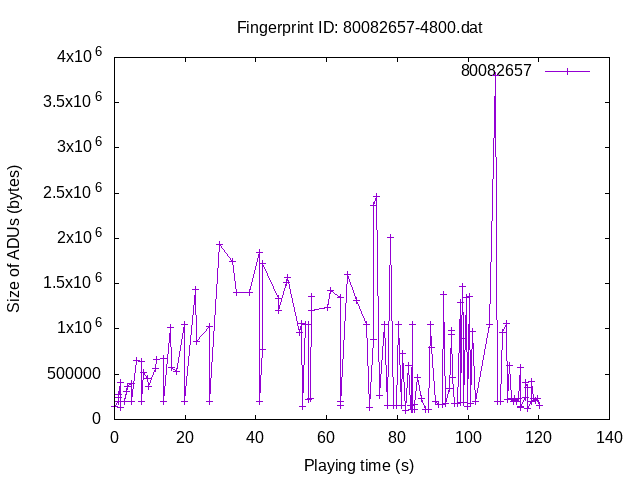 Fingerprint ID: 80082657-4800.dat
4x10^6
80082657
3.5x10^6
3x10^6
2.5x10^6
2x10^6
1.5x10^6
1x10^6
500000
0
Size of ADUs (bytes)
0 20 40 60 80 100 120 140
Playing time (s)